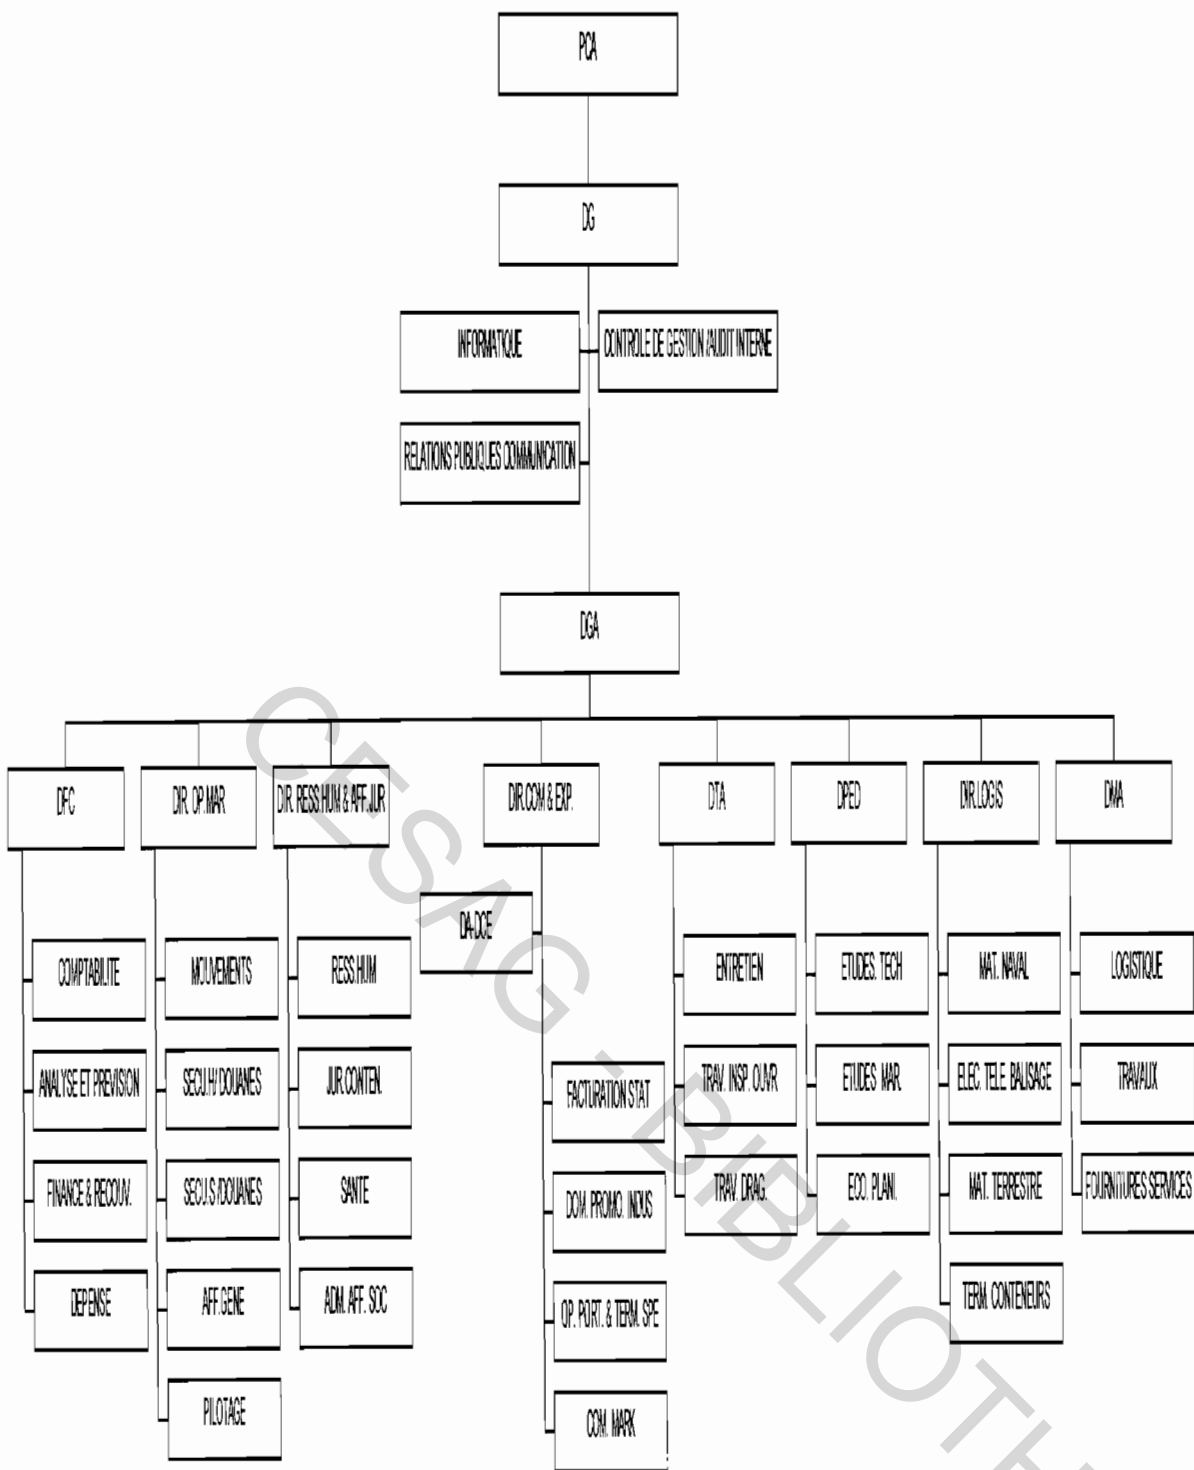 PCA
DG
INFORMATIQUE
CONTROLE DE GESTION /AUDIT INTERNE
RELATIONS PUBLIQUES COMMUNICATION
DGA
DFC
DIR. OP.MAR
DIR. RESS.HUM & AFF.JUR
DIR.COM & EXP.
DTA
DPED
DIR.LOGIS
DMA
DA-DCE
COMPTABILITE
ANALYSE ET PREVISION
FINANCE & RECOUV.
DEPENSE
MOUVEMENTS
SECU.H/ DOUANES
SECU.S /DOUANES
AFF.GENE
PILOTAGE
RESS.HUM
JUR.CONTEN.
SANTE
ADM. AFF. SOC
FACTURATION STAT
DOM. PROMO. INDUS
OP. PORT. & TERM. SPE
COM. MARK
ENTRETIEN
TRAV. INSP. OUVR
TRAV. DRAG.
ETUDES. TECH
ETUDES. MAR.
ECO. PLANI.
MAT. NAVAL
ELEC. TELE BALISAGE
MAT. TERRESTRE
TERM. CONTENEURS
LOGISTIQUE
TRAVAUX
FOURNITURES SERVICES
CESAG - BIBLIOTH